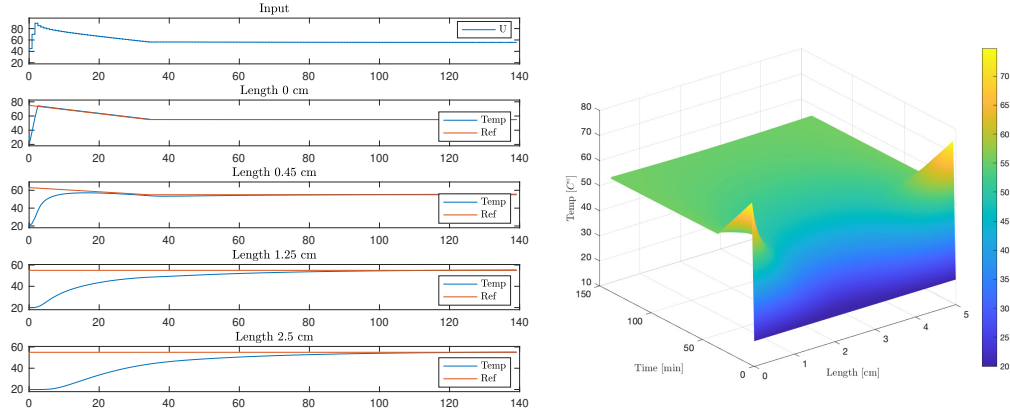 Input
80
60
40
20
U
0 20 40 60 80 100 120 140
Length 0 cm
80
60
40
20
Temp
Ref
0 20 40 60 80 100 120 140
Length 0.45 cm
60
40
20
Temp
Ref
0 20 40 60 80 100 120 140
Length 1.25 cm
60
40
20
Temp
Ref
0 20 40 60 80 100 120 140
Length 2.5 cm
60
40
20
Temp
Ref
0 20 40 60 80 100 120 140
80
70
60
50
40
30
20
10
Temp [C°]
150
100
50
0
Time [min]
0
1
2
3
4
5
Length [cm]
70
65
60
55
50
45
40
35
30
25
20